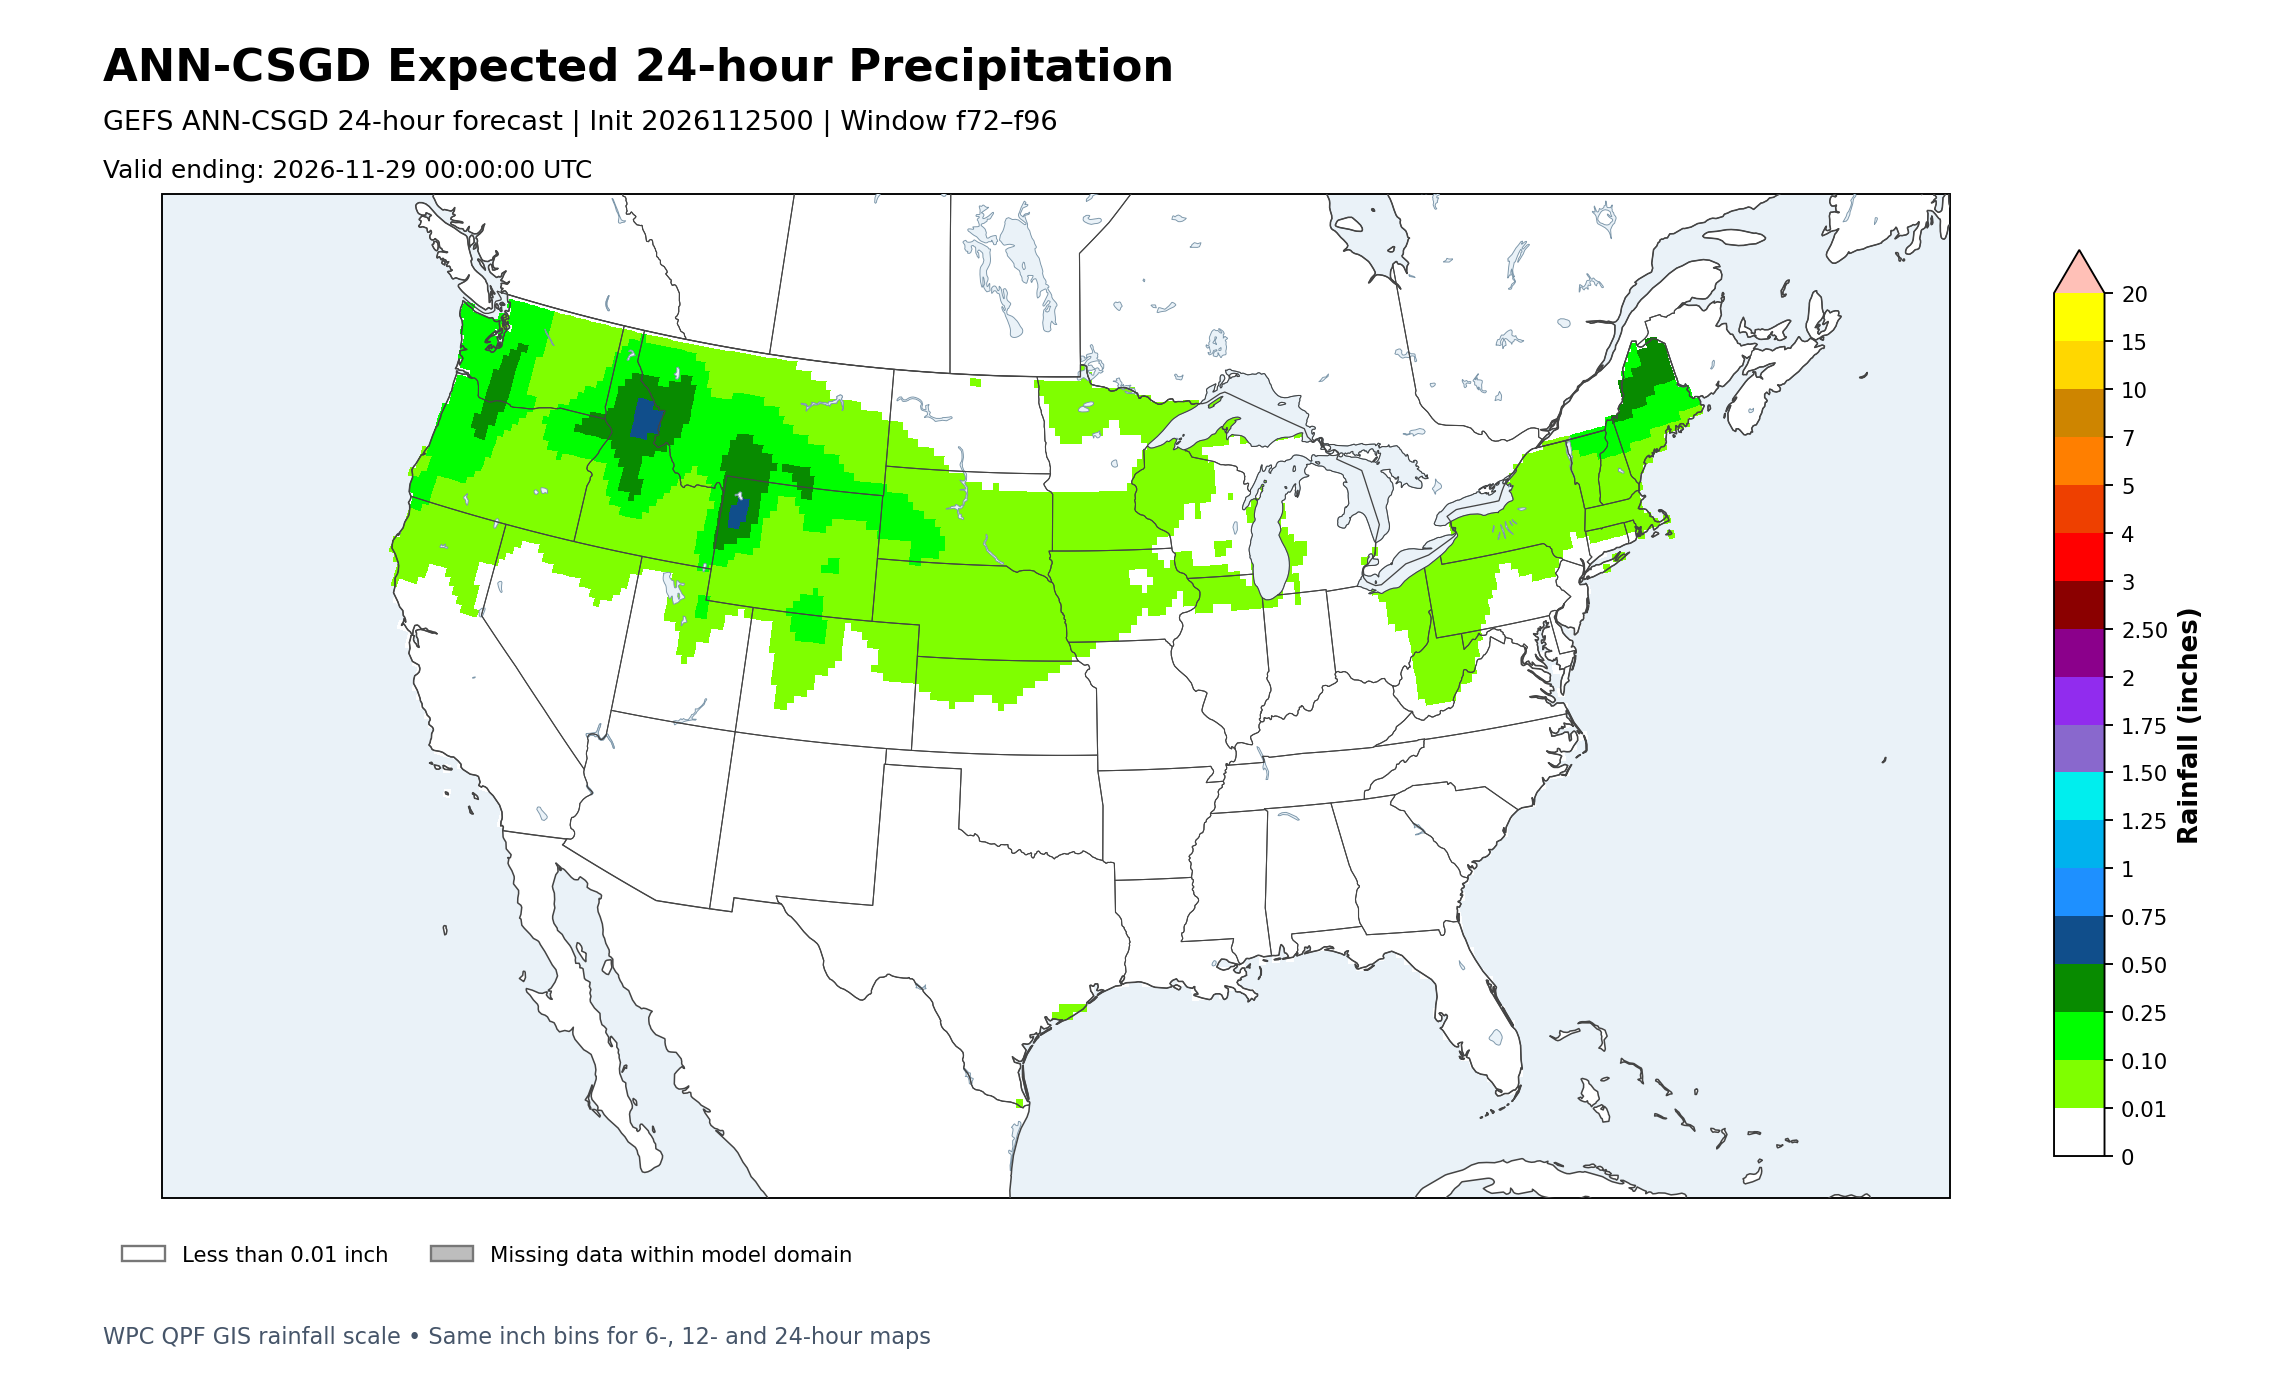 ANN-CSGD Expected 24-hour Precipitation
GEFS ANN-CSGD 24-hour forecast | Init 2026112500 | Window f72–f96
Valid ending: 2026-11-29 00:00:00 UTC
20
15
10
7
5
4
3
2.50
2
1.75
1.50
1.25
1
0.75
0.50
0.25
0.10
0.01
0
Rainfall (inches)
Less than 0.01 inch
Missing data within model domain
WPC QPF GIS rainfall scale • Same inch bins for 6-, 12- and 24-hour maps